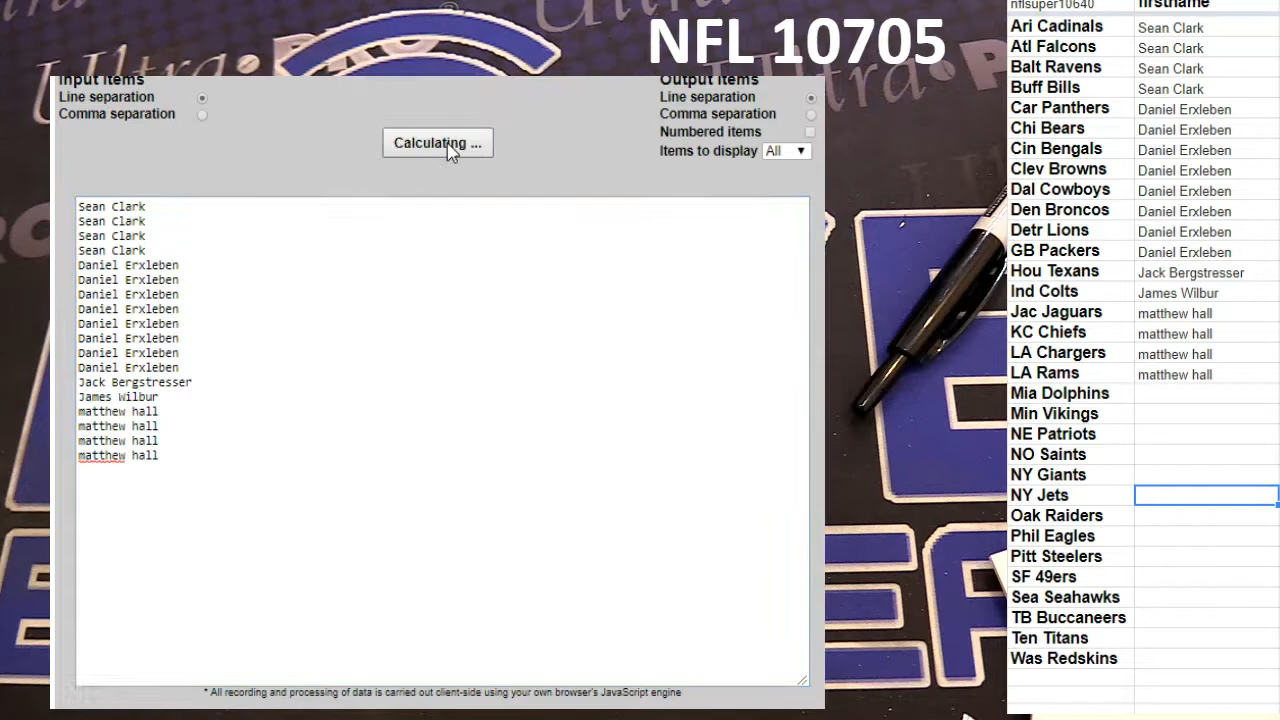 NFL 10705
Input Items
Line separation
Comma separation
Calculating ...
Output Items
Line separation
Comma separation
Numbered items
Items to display All
Sean Clark
Sean Clark
Sean Clark
Sean Clark
Daniel Erxleben
Daniel Erxleben
Daniel Erxleben
Daniel Erxleben
Daniel Erxleben
Daniel Erxleben
Daniel Erxleben
Daniel Erxleben
Jack Bergstresser
James Wilbur
matthew hall
matthew hall
matthew hall
matthew hall
* All recording and processing of data is carried out client-side using your own browser's JavaScript engine
nflsuper10640 firstname
Ari Cadinals Sean Clark
Atl Falcons Sean Clark
Balt Ravens Sean Clark
Buff Bills Sean Clark
Car Panthers Daniel Erxleben
Chi Bears Daniel Erxleben
Cin Bengals Daniel Erxleben
Clev Browns Daniel Erxleben
Dal Cowboys Daniel Erxleben
Den Broncos Daniel Erxleben
Detr Lions Daniel Erxleben
GB Packers Daniel Erxleben
Hou Texans Jack Bergstresser
Ind Colts James Wilbur
Jac Jaguars matthew hall
KC Chiefs matthew hall
LA Chargers matthew hall
LA Rams matthew hall
Mia Dolphins
Min Vikings
NE Patriots
NO Saints
NY Giants
NY Jets
Oak Raiders
Phil Eagles
Pitt Steelers
SF 49ers
Sea Seahawks
TB Buccaneers
Ten Titans
Was Redskins